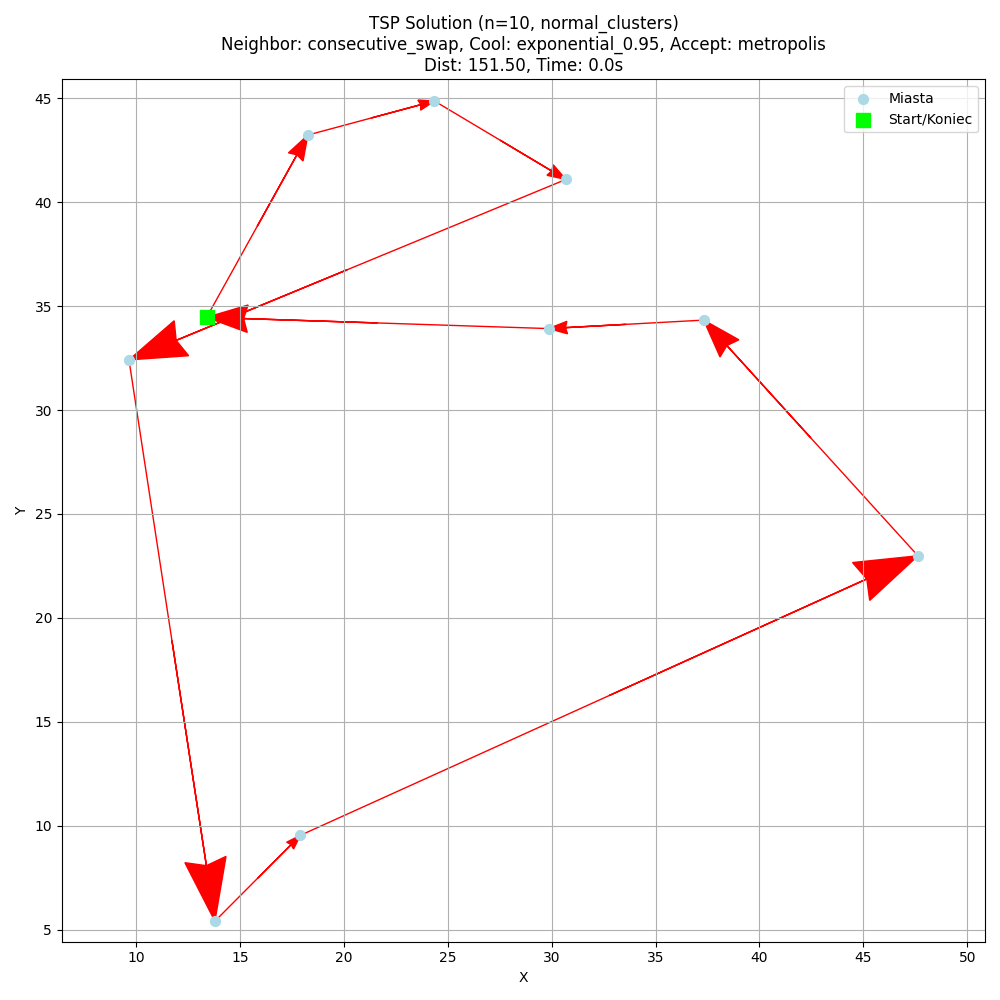 TSP Solution (n=10, normal_clusters)
Neighbor: consecutive_swap, Cool: exponential_0.95, Accept: metropolis
Dist: 151.50, Time: 0.0s
Miasta
Start/Koniec
45
40
35
30
25
20
15
10
5
Y
10 15 20 25 30 35 40 45 50
X